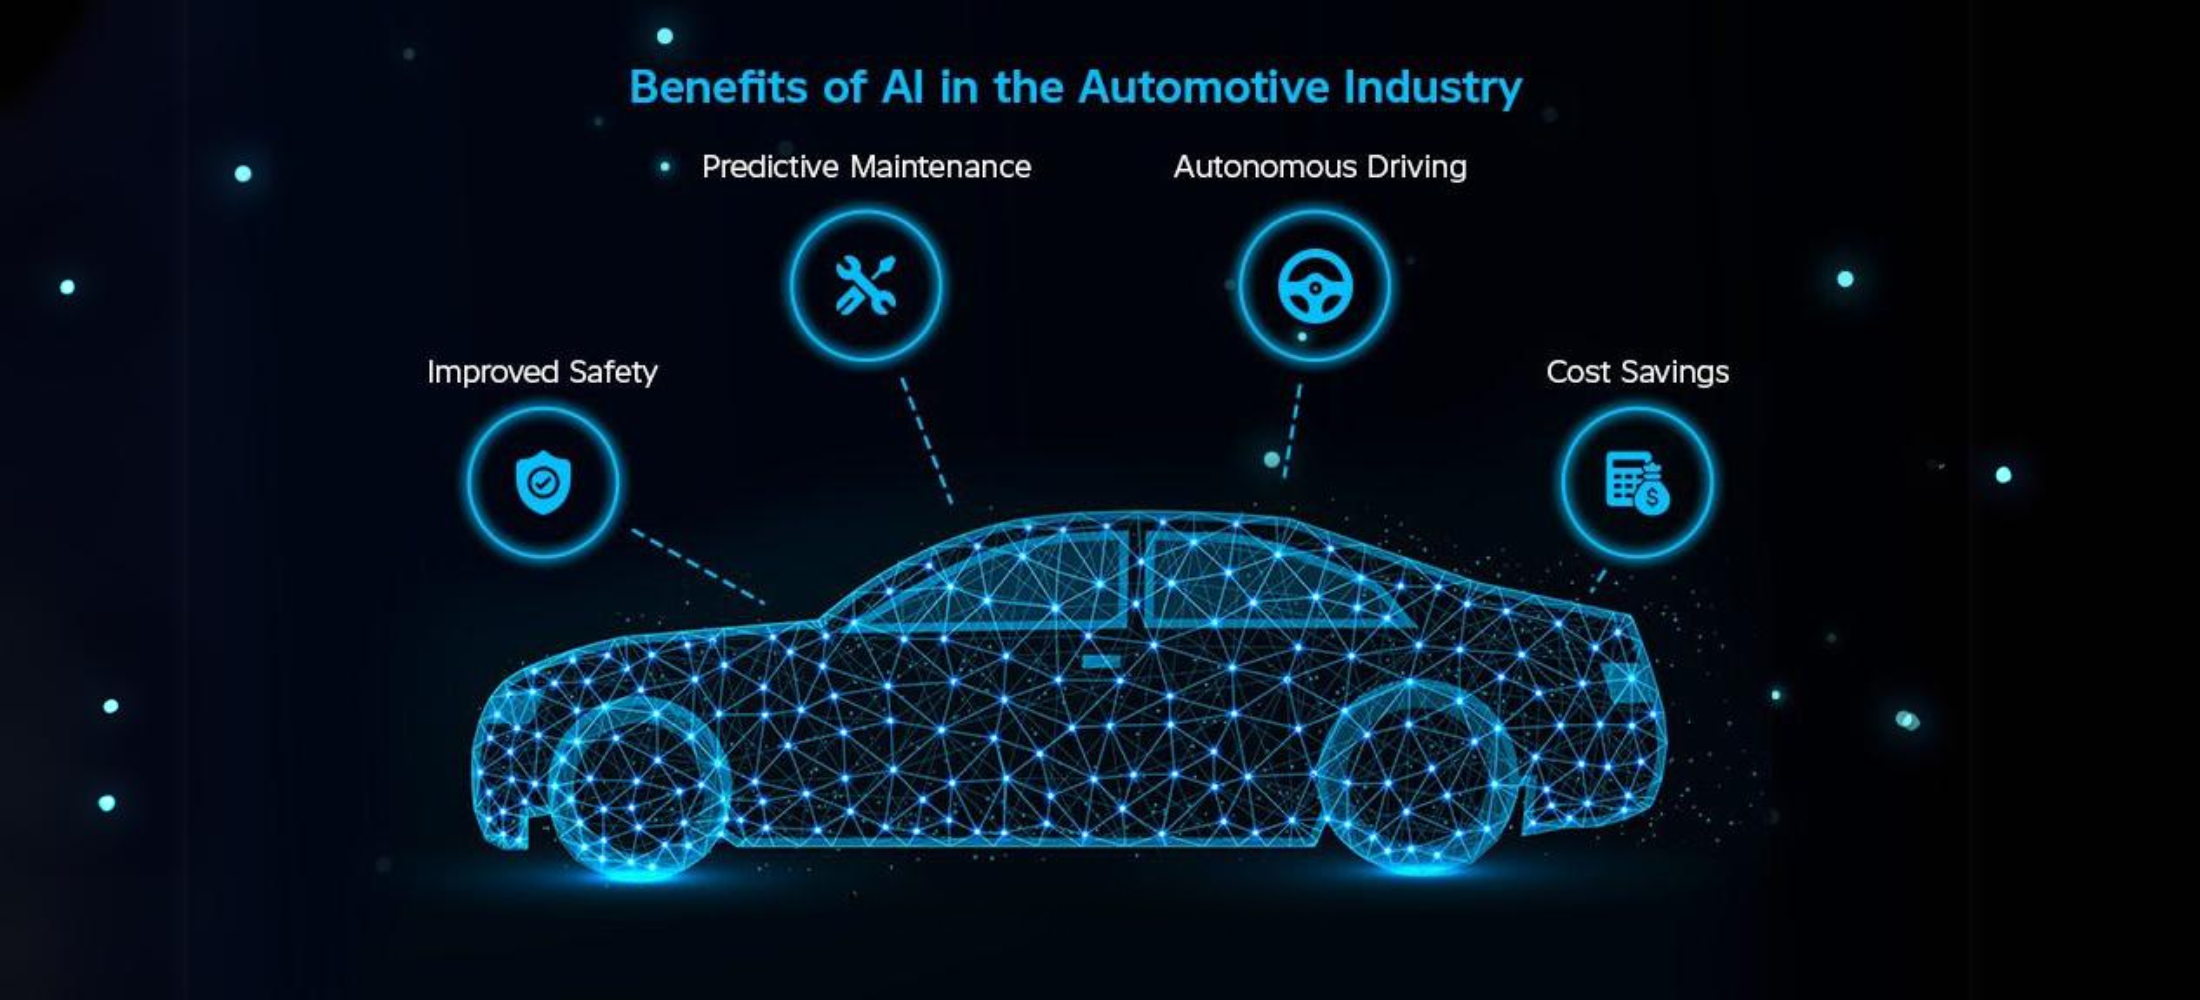 Benefits of AI in the Automotive Industry
Predictive Maintenance
Autonomous Driving
Improved Safety
Cost Savings
$